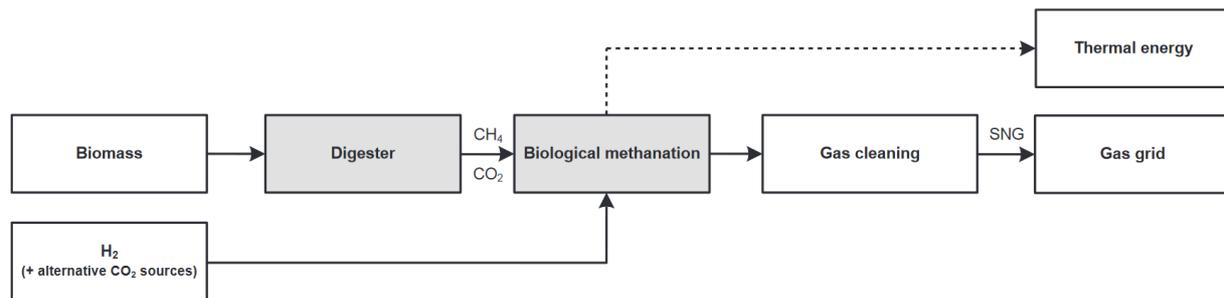 Thermal energy
Biomass
Digester
CH₄
CO₂
Biological methanation
Gas cleaning
SNG
Gas grid
H₂
(+ alternative CO₂ sources)